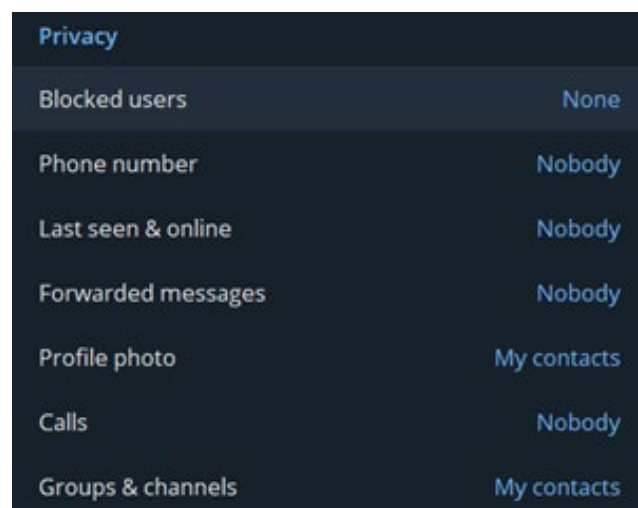 Privacy
Blocked users None
Phone number Nobody
Last seen & online Nobody
Forwarded messages Nobody
Profile photo My contacts
Calls Nobody
Groups & channels My contacts